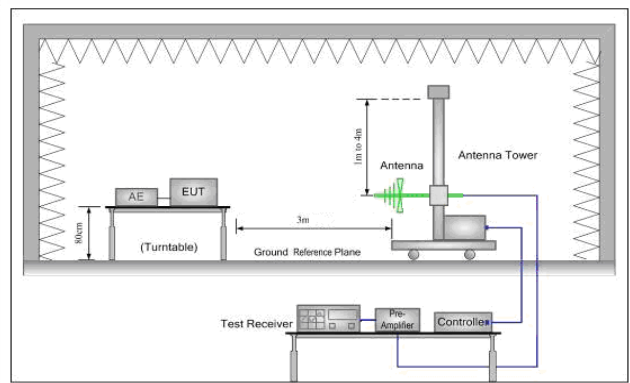 1m to 4m
Antenna
Antenna Tower
AE
EUT
80cm
(Turntable)
3m
Ground Reference Plane
Test Receiver
Pre-
Amplifier
Controller